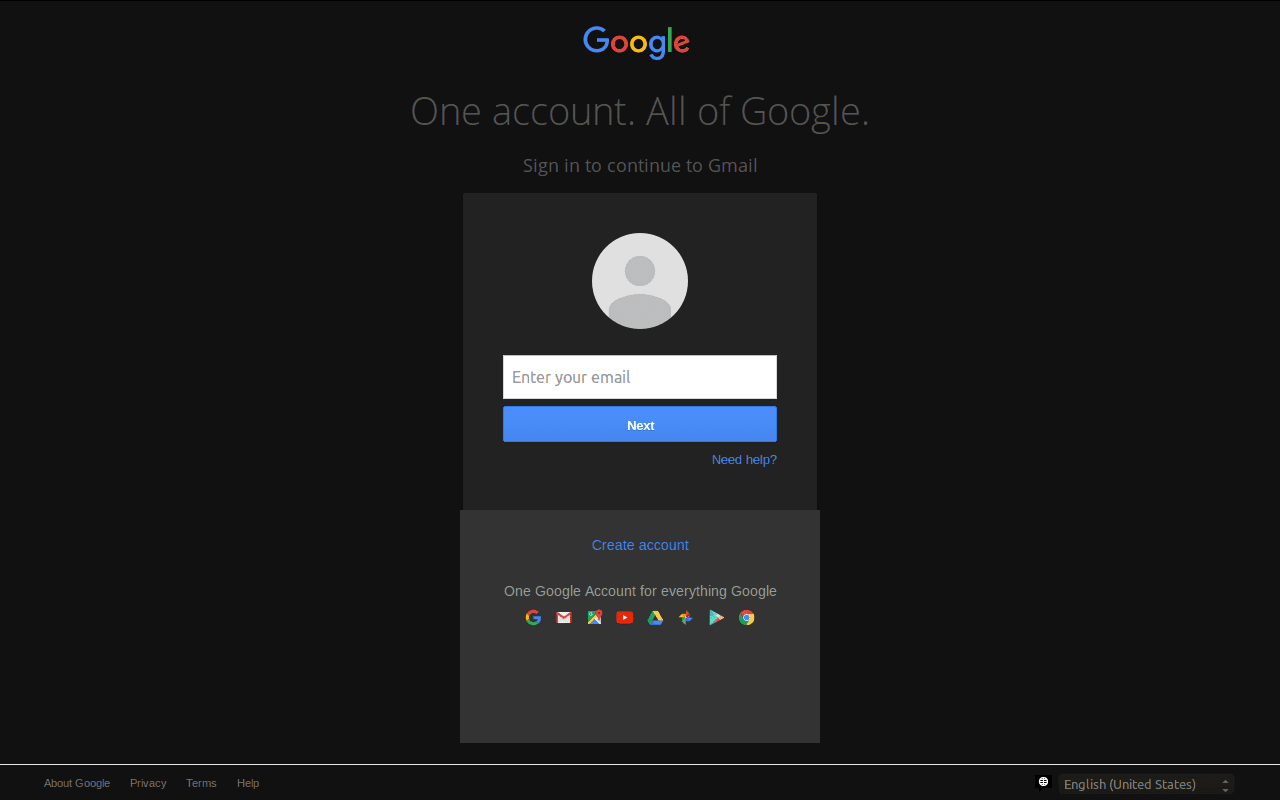 Google
One account. All of Google.
Sign in to continue to Gmail
Enter your email
Next
Need help?
Create account
One Google Account for everything Google
About Google Privacy Terms Help
English (United States)